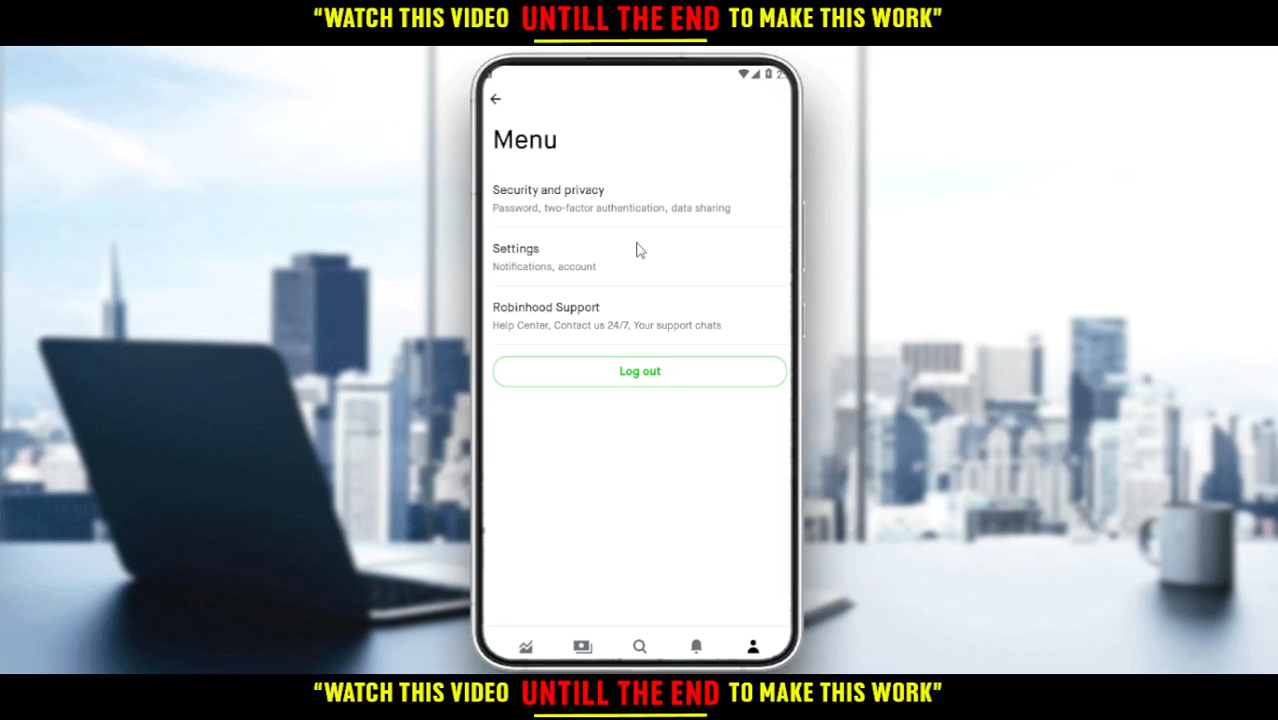 “WATCH THIS VIDEO UNTILL THE END TO MAKE THIS WORK”
Menu
Security and privacy
Password, two-factor authentication, data sharing
Settings
Notifications, account
Robinhood Support
Help Center, Contact us 24/7, Your support chats
Log out
“WATCH THIS VIDEO UNTILL THE END TO MAKE THIS WORK”